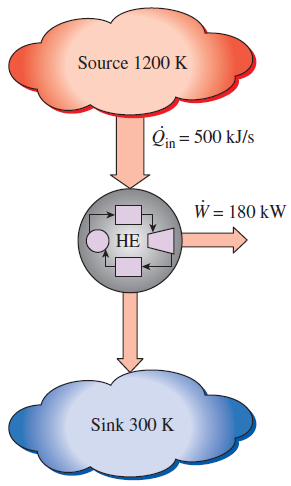 Source 1200 K
Q̇in = 500 kJ/s
Ẇ = 180 kW
HE
Sink 300 K